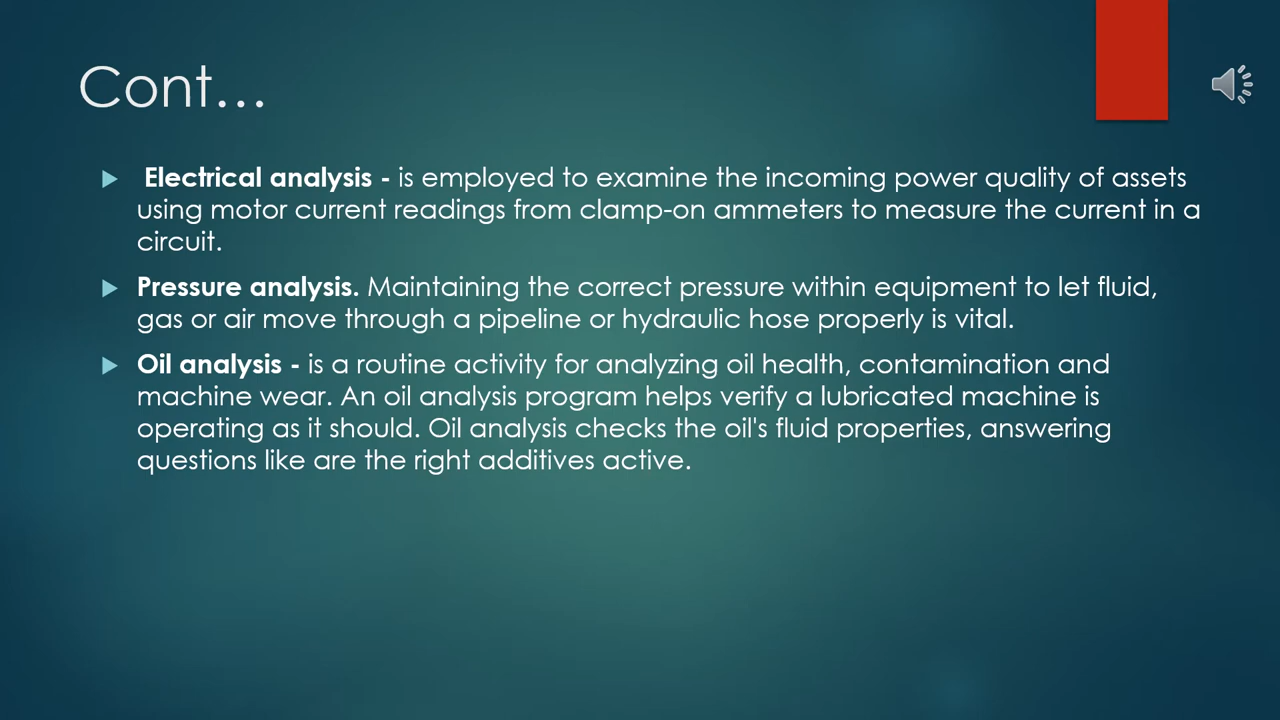 Cont...
Electrical analysis - is employed to examine the incoming power quality of assets
using motor current readings from clamp-on ammeters to measure the current in a
circuit.
Pressure analysis. Maintaining the correct pressure within equipment to let fluid,
gas or air move through a pipeline or hydraulic hose properly is vital.
Oil analysis - is a routine activity for analyzing oil health, contamination and
machine wear. An oil analysis program helps verify a lubricated machine is
operating as it should. Oil analysis checks the oil's fluid properties, answering
questions like are the right additives active.